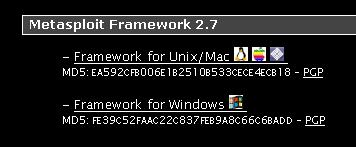 Metasploit Framework 2.7
– Framework for Unix/Mac
MD5: EA592CFB006E1B2510B533CECE4ECB18 – PGP
– Framework for Windows
MD5: FE39C52FAAC22C837FEB9A8C66C6BADD – PGP